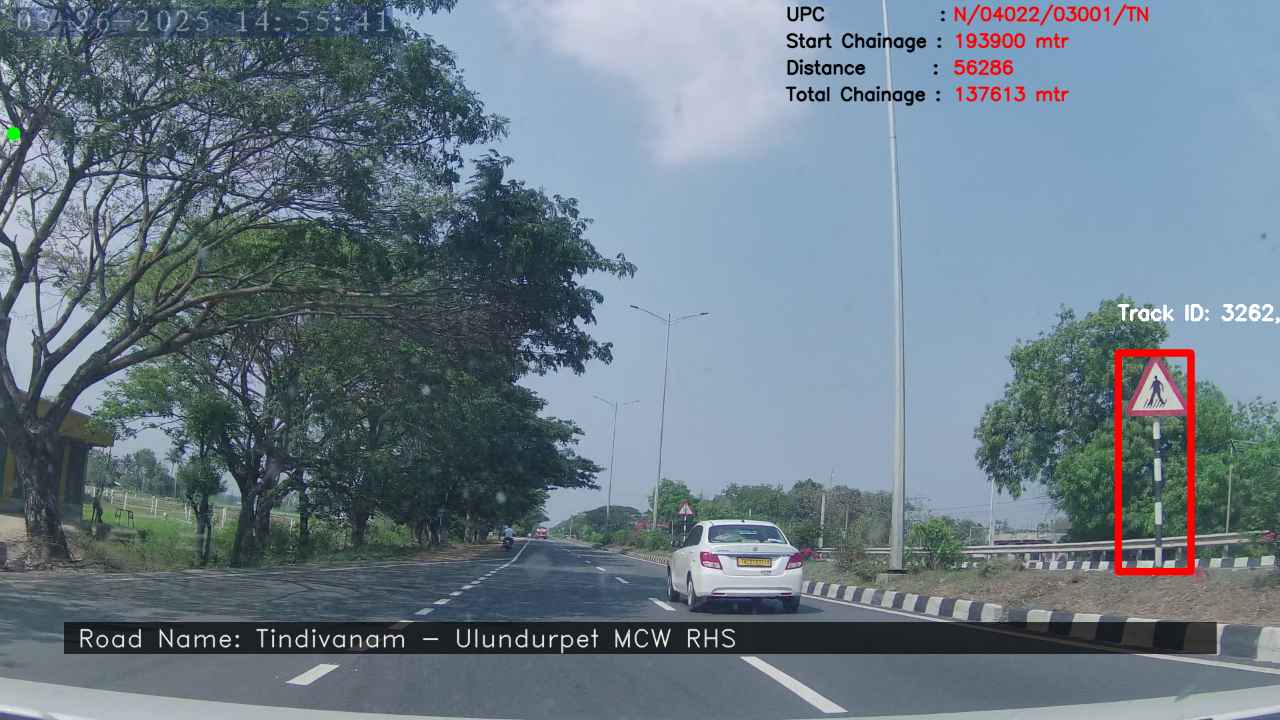 03-26-2025 14:55:41
UPC : N/04022/03001/TN
Start Chainage : 193900 mtr
Distance : 56286
Total Chainage : 137613 mtr
Track ID: 3262,
Road Name: Tindivanam – Ulundurpet MCW RHS